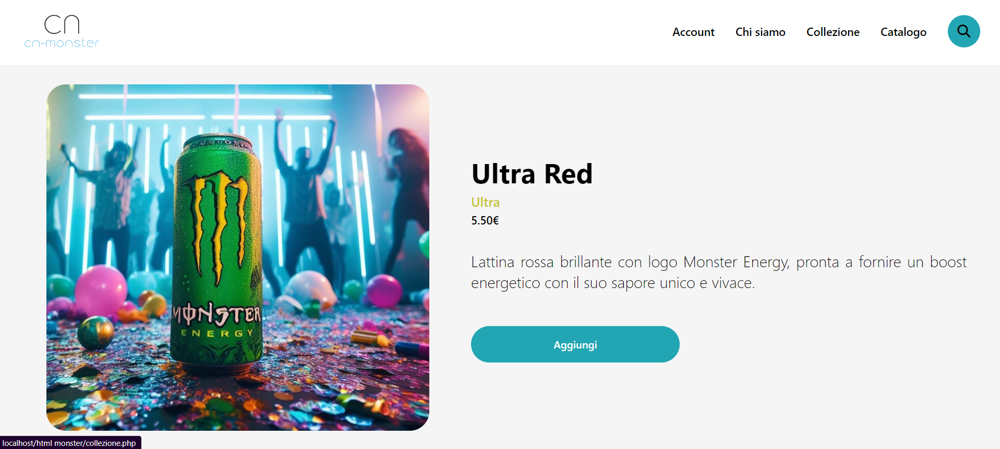 cn
cn-monster
Account
Chi siamo
Collezione
Catalogo
MONSTER
ENERGY
Ultra Red
Ultra
5.50€
Lattina rossa brillante con logo Monster Energy, pronta a fornire un boost
energetico con il suo sapore unico e vivace.
Aggiungi
localhost/html monster/collezione.php